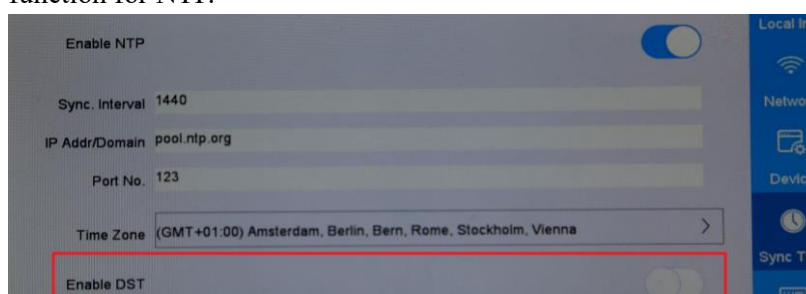 function for NTP.
Enable NTP
Sync. Interval 1440
IP Addr/Domain pool.ntp.org
Port No. 123
Time Zone (GMT+01:00) Amsterdam, Berlin, Bern, Rome, Stockholm, Vienna
Enable DST
Local In
Netwo
Devic
Sync T